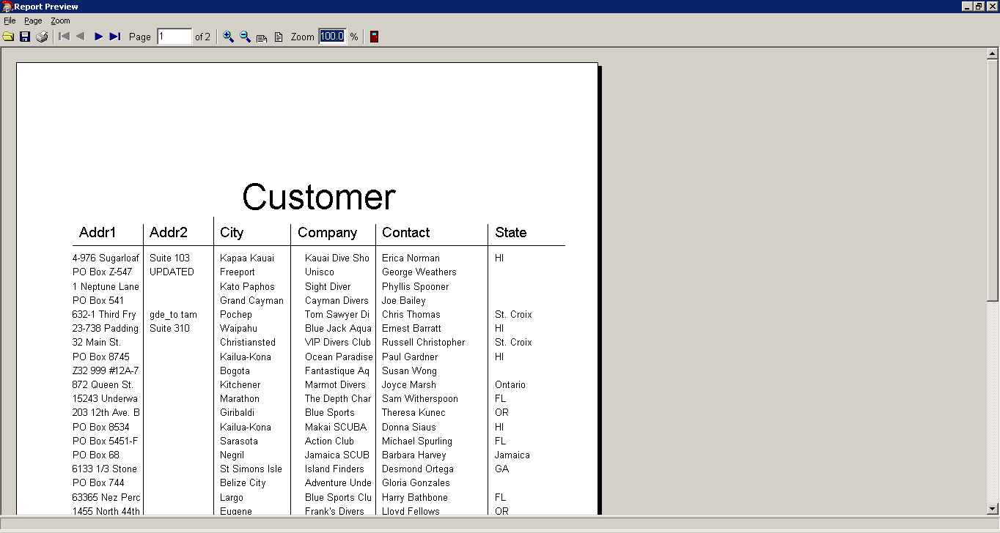 Report Preview
File Page Zoom
Page 1 of 2 Zoom 100.0 %
Customer
Addr1 Addr2 City Company Contact State
4-976 Sugarloaf Suite 103 Kapaa Kauai Kauai Dive Sho Erica Norman HI
PO Box Z-547 UPDATED Freeport Unisco George Weathers
1 Neptune Lane Kato Paphos Sight Diver Phyllis Spooner
PO Box 541 Grand Cayman Cayman Divers Joe Bailey
632-1 Third Fry gde_to tam Pochep Tom Sawyer Di Chris Thomas St. Croix
23-738 Padding Suite 310 Waipahu Blue Jack Aqua Ernest Barratt HI
32 Main St. Christiansted VIP Divers Club Russell Christopher St. Croix
PO Box 8745 Kailua-Kona Ocean Paradise Paul Gardner HI
Z32 999 #12A-7 Bogota Fantastique Aq Susan Wong
872 Queen St. Kitchener Marmot Divers Joyce Marsh Ontario
15243 Underwa Marathon The Depth Char Sam Witherspoon FL
203 12th Ave. B Giribaldi Blue Sports Theresa Kunec OR
PO Box 8534 Kailua-Kona Makai SCUBA Donna Siaus HI
PO Box 5451-F Sarasota Action Club Michael Spurling FL
PO Box 68 Negril Jamaica SCUB Barbara Harvey Jamaica
6133 1/3 Stone St Simons Isle Island Finders Desmond Ortega GA
PO Box 744 Belize City Adventure Unde Gloria Gonzales
63365 Nez Perc Largo Blue Sports Clu Harry Bathbone FL
1455 North 44th Eugene Frank's Divers Lloyd Fellows OR